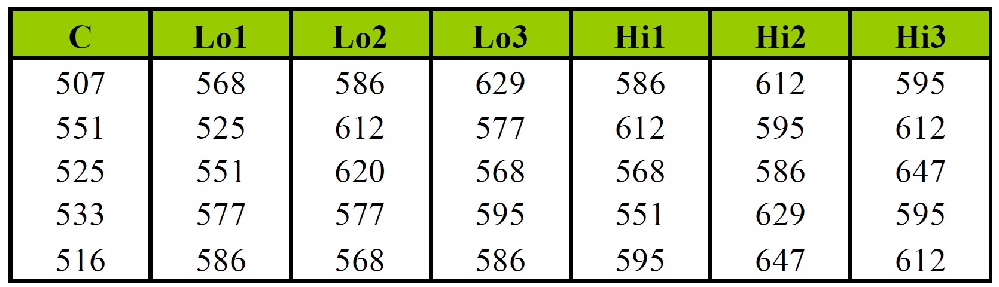 C Lo1 Lo2 Lo3 Hi1 Hi2 Hi3
507 568 586 629 586 612 595
551 525 612 577 612 595 612
525 551 620 568 568 586 647
533 577 577 595 551 629 595
516 586 568 586 595 647 612